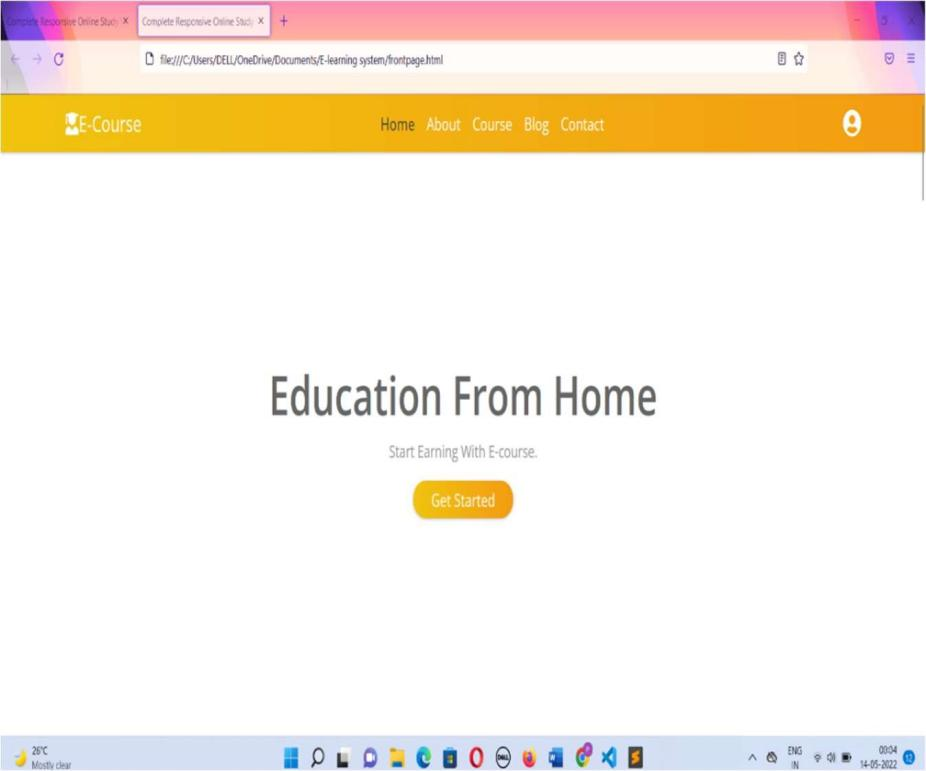 Complete Responsive Online Study × Complete Responsive Online Study × +
file:///C:/Users/DELL/OneDrive/Documents/E-learning system/frontpage.html
E-Course Home About Course Blog Contact
Education From Home
Start Earning With E-course.
Get Started
26°C
Mostly clear
DELL
ENG
IN
00:04
14-05-2022